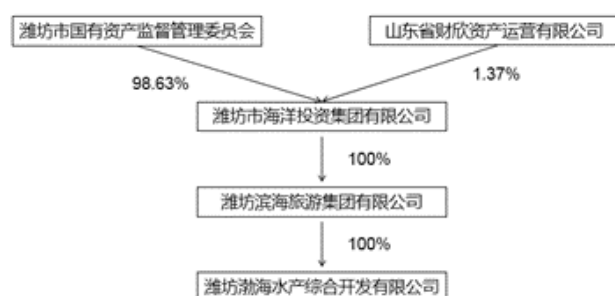 潍坊市国有资产监督管理委员会
山东省财欣资产运营有限公司
98.63%
1.37%
潍坊市海洋投资集团有限公司
100%
潍坊滨海旅游集团有限公司
100%
潍坊渤海水产综合开发有限公司